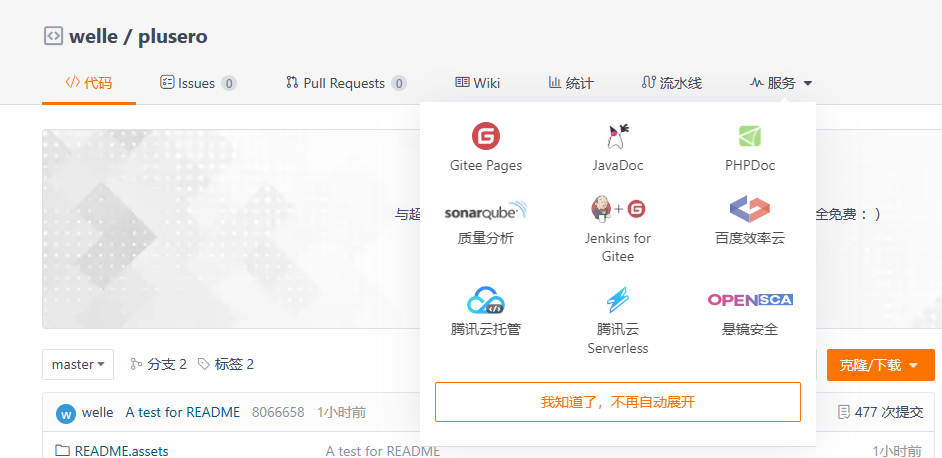 welle / plusero
代码 Issues 0 Pull Requests 0 Wiki 统计 流水线 服务
Gitee Pages JavaDoc PHPDoc
与超 全免费：)
sonarqube + G
质量分析 Jenkins for Gitee 百度效率云
OPENSCA
腾讯云托管 腾讯云 Serverless 悬镜安全
master 分支 2 标签 2 克隆/下载
我知道了，不再自动展开
w welle A test for README 8066658 1小时前 477 次提交
README.assets A test for README 1小时前